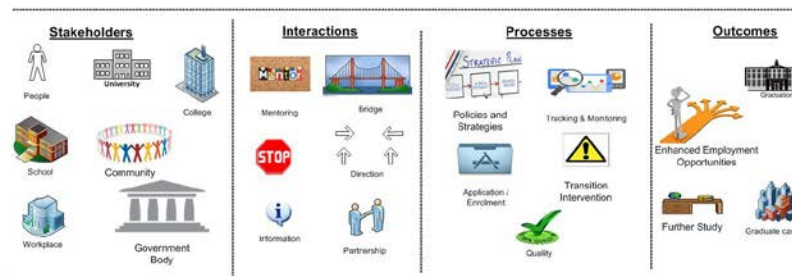 Stakeholders
People
University
College
School
Community
Workplace
Government
Body
Interactions
Mentor
Mentoring
Bridge
STOP
Direction
Information
Partnership
Processes
STRATEGIC PLAN
Policies and
Strategies
Tracking & Monitoring
Application /
Enrolment
Transition
Intervention
Quality
Outcomes
Graduation
Enhanced Employment
Opportunities
Further Study
Graduate